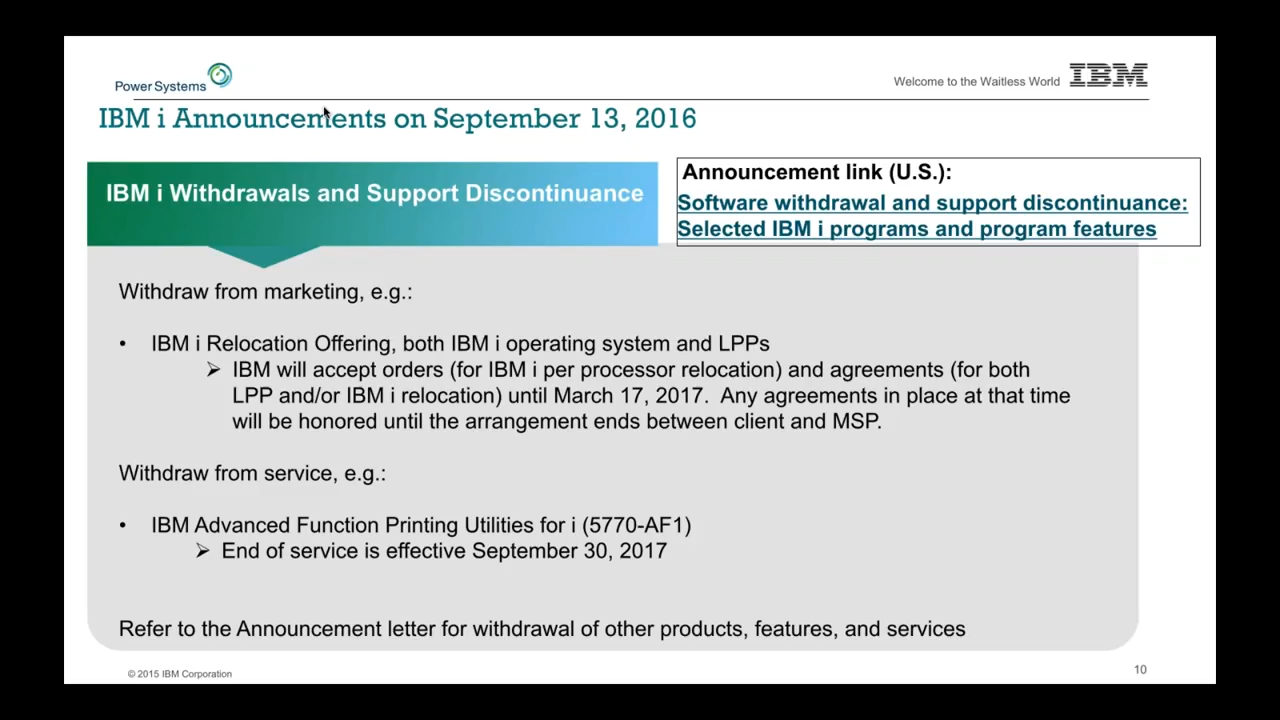 Power Systems
Welcome to the Waitless World IBM
IBM i Announcements on September 13, 2016
IBM i Withdrawals and Support Discontinuance
Announcement link (U.S.):
Software withdrawal and support discontinuance:
Selected IBM i programs and program features
Withdraw from marketing, e.g.:
• IBM i Relocation Offering, both IBM i operating system and LPPs
➢ IBM will accept orders (for IBM i per processor relocation) and agreements (for both
LPP and/or IBM i relocation) until March 17, 2017. Any agreements in place at that time
will be honored until the arrangement ends between client and MSP.
Withdraw from service, e.g.:
• IBM Advanced Function Printing Utilities for i (5770-AF1)
➢ End of service is effective September 30, 2017
Refer to the Announcement letter for withdrawal of other products, features, and services
© 2015 IBM Corporation
10